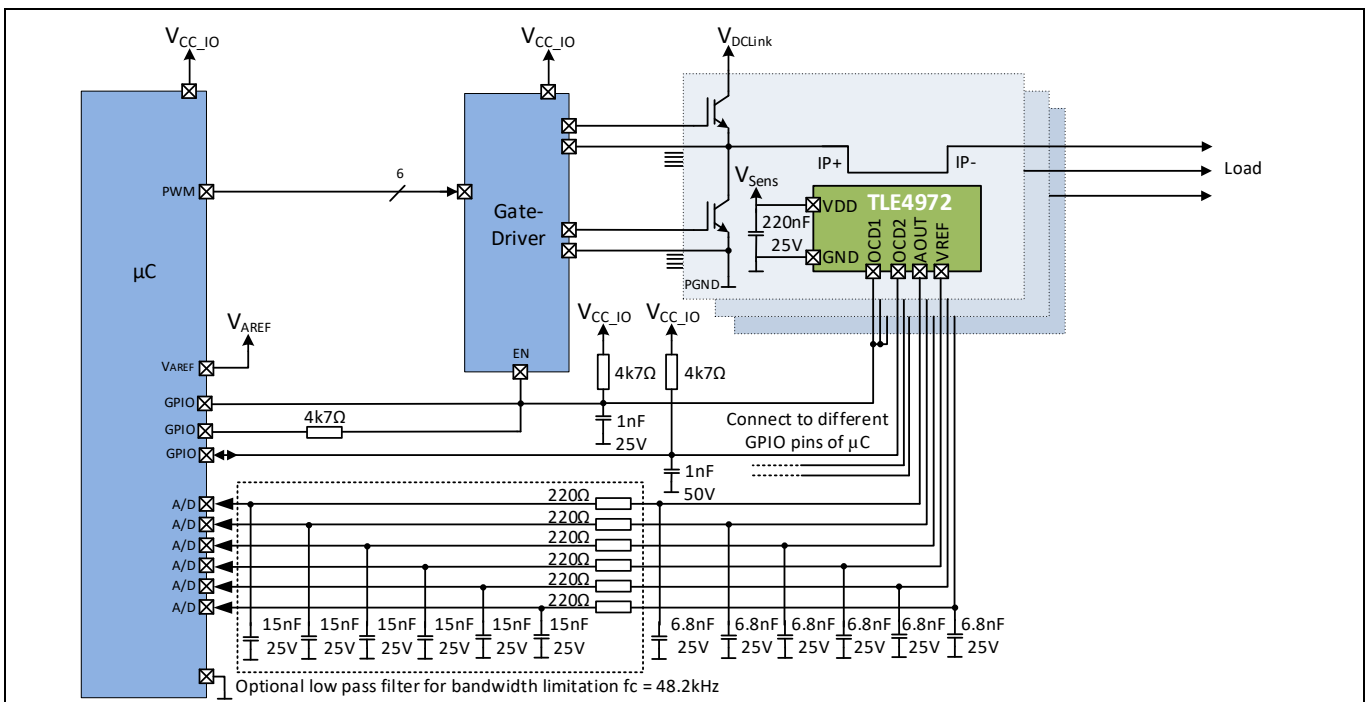 V_CC_IO
V_CC_IO
V_DCLink
PWM
6
Gate-
Driver
µC
IP+
IP-
Load
V_Sens
TLE4972
VDD
220nF
25V
GND
OCD1
OCD2
AOUT
VREF
PGND
V_AREF
V_CC_IO
V_CC_IO
EN
VAREF
4k7Ω
4k7Ω
GPIO
4k7Ω
GPIO
1nF
25V
Connect to different
GPIO pins of µC
GPIO
1nF
50V
A/D
220Ω
A/D
220Ω
A/D
220Ω
A/D
220Ω
A/D
220Ω
A/D
220Ω
15nF 15nF 15nF 15nF 15nF 15nF 6.8nF 6.8nF 6.8nF 6.8nF 6.8nF 6.8nF
25V 25V 25V 25V 25V 25V 25V 25V 25V 25V 25V 25V
Optional low pass filter for bandwidth limitation fc = 48.2kHz